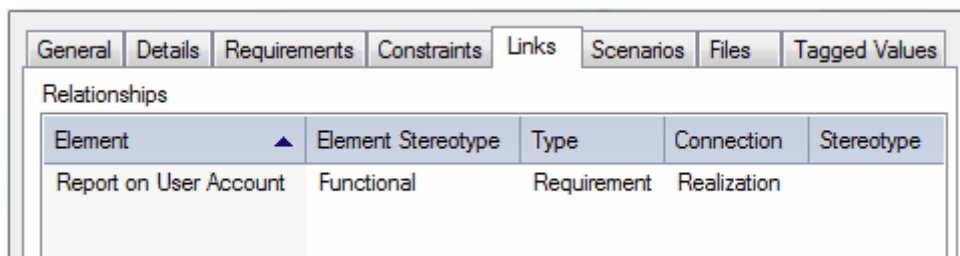 General Details Requirements Constraints Links Scenarios Files Tagged Values
Relationships
Element Element Stereotype Type Connection Stereotype
Report on User Account Functional Requirement Realization